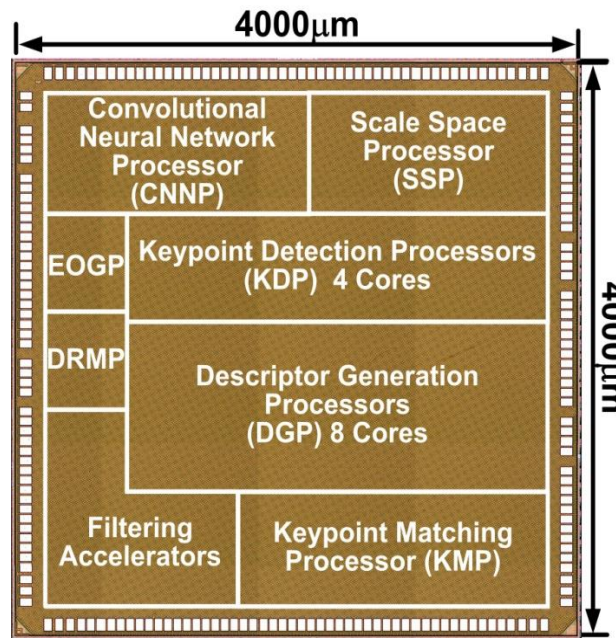 4000μm
Convolutional
Neural Network
Processor
(CNNP)
Scale Space
Processor
(SSP)
EOGP
Keypoint Detection Processors
(KDP) 4 Cores
4000μm
DRMP
Descriptor Generation
Processors
(DGP) 8 Cores
Filtering
Accelerators
Keypoint Matching
Processor (KMP)